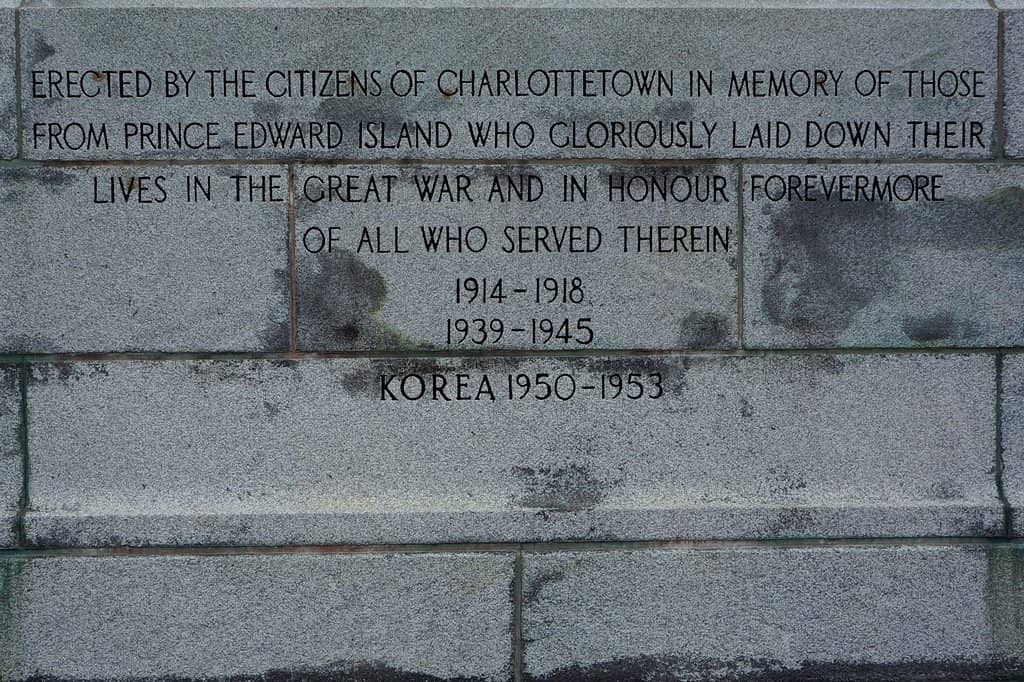 ERECTED BY THE CITIZENS OF CHARLOTTETOWN IN MEMORY OF THOSE
FROM PRINCE EDWARD ISLAND WHO GLORIOUSLY LAID DOWN THEIR
LIVES IN THE GREAT WAR AND IN HONOUR FOREVERMORE
OF ALL WHO SERVED THEREIN
1914-1918
1939-1945
KOREA 1950-1953